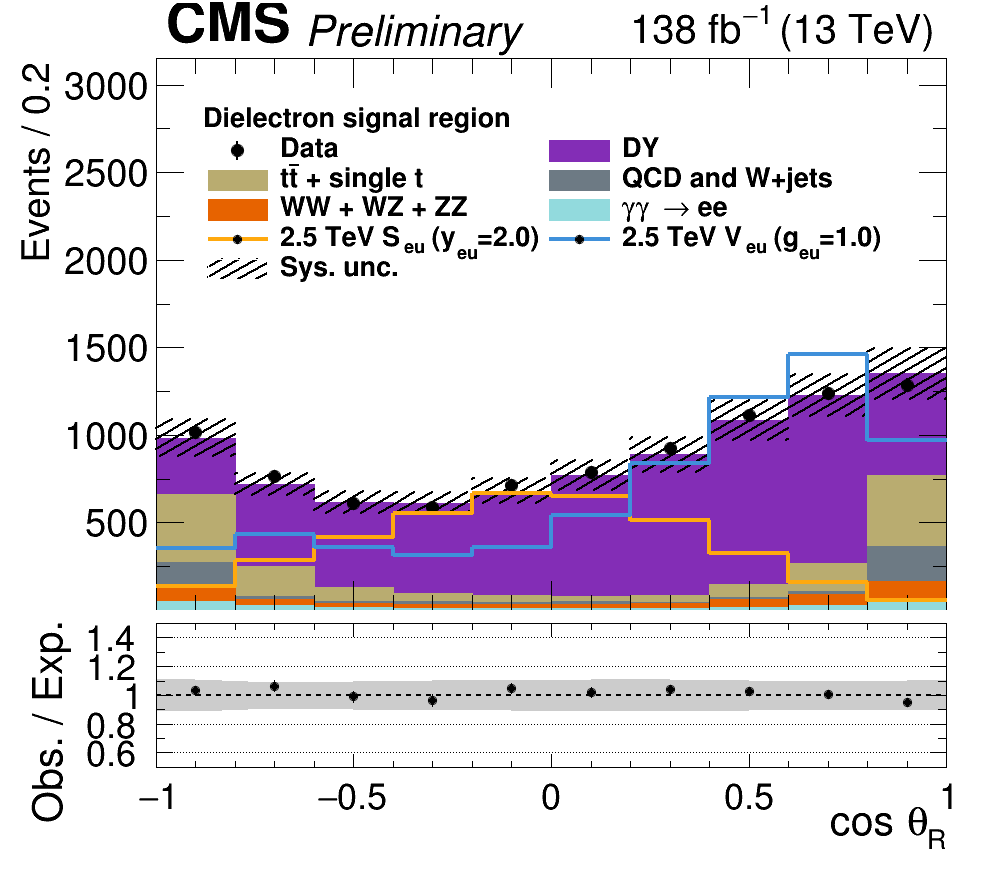 CMS Preliminary 138 fb⁻¹ (13 TeV)
Events / 0.2
3000
2500
2000
1500
1000
500
Dielectron signal region
Data DY
tt̄ + single t QCD and W+jets
WW + WZ + ZZ γγ → ee
2.5 TeV S_eu (y_eu=2.0) 2.5 TeV V_eu (g_eu=1.0)
Sys. unc.
Obs. / Exp.
1.4
1.2
1
0.8
0.6
−1 −0.5 0 0.5 1
cos θ_R